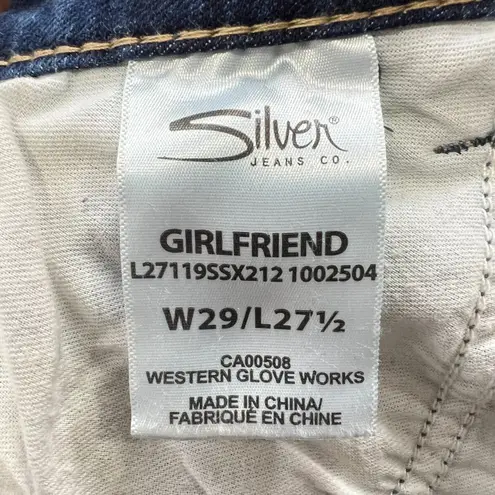 Silver®
JEANS CO.
GIRLFRIEND
L27119SSX212 1002504
W29/L27½
CA00508
WESTERN GLOVE WORKS
MADE IN CHINA/
FABRIQUÉ EN CHINE